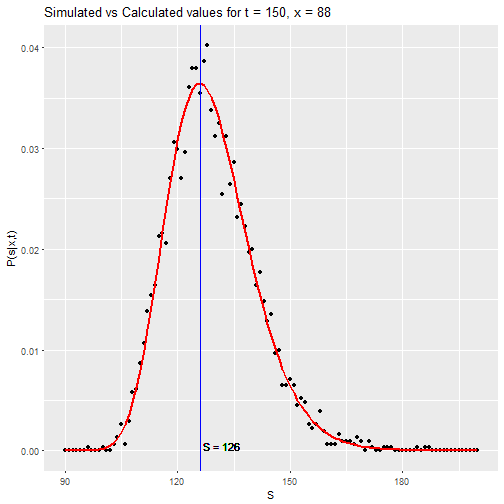 Simulated vs Calculated values for t = 150, x = 88
P(s|x,t)
0.04
0.03
0.02
0.01
0.00
S = 126
90
120
150
180
S